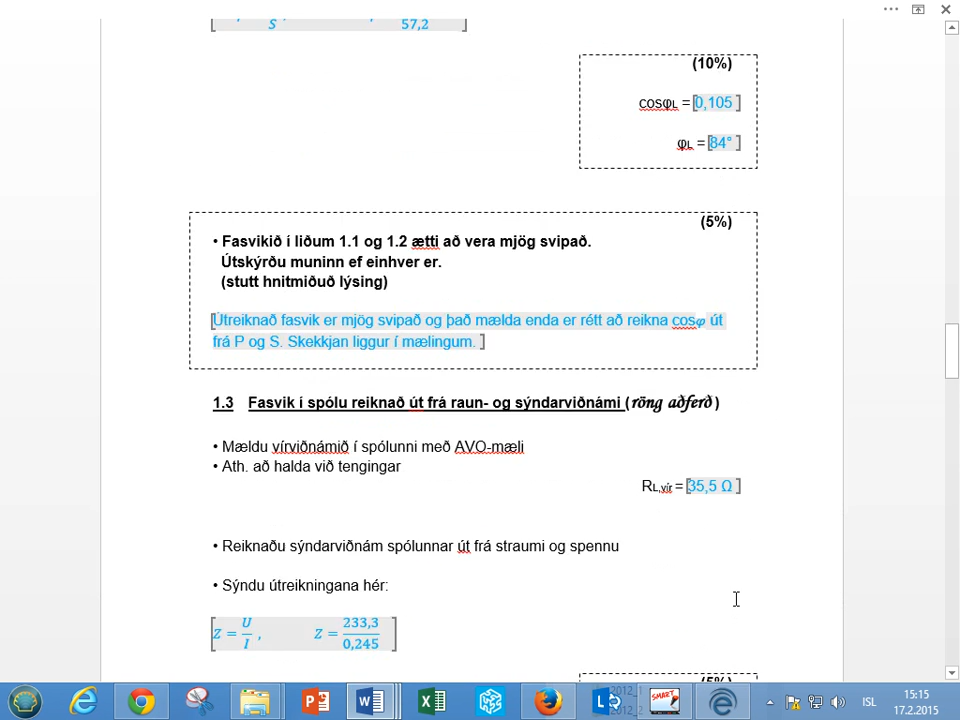 S
57,2
(10%)
cosφL = [0,105 ]
φL = [84° ]
(5%)
• Fasvikið í liðum 1.1 og 1.2 ætti að vera mjög svipað.
Útskýrðu muninn ef einhver er.
(stutt hnitmiðuð lýsing)
[Útreiknað fasvik er mjög svipað og það mælda enda er rétt að reikna cosφ út
frá P og S. Skekkjan liggur í mælingum. ]
1.3 Fasvik í spólu reiknað út frá raun- og sýndarviðnámi (röng aðferð)
• Mældu vírviðnámið í spólunni með AVO-mæli
• Ath. að halda við tengingar
RL,vír = [35,5 Ω ]
• Reiknaðu sýndarviðnám spólunnar út frá straumi og spennu
• Sýndu útreikningana hér:
[Z = U/I , Z = 233,3/0,245 ]
(5%)
2012_1
2012_2
SMART
ISL
15:15
17.2.2015